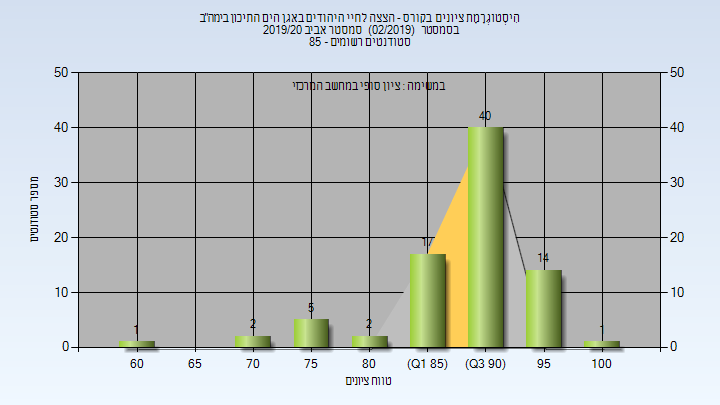 היסטוגרמת ציונים בקורס - הצצה לחיי היהודים באגן הים התיכון בימה"ב
בסמסטר (02/2019) סמסטר אביב 2019/20
סטודנטים רשומים - 85
במשימה : ציון סופי במחשב המרכזי
50 50
40 40
30 30
20 20
10 10
0 0
מספר סטודנטים
1 2 5 2 17 40 14 1
60 65 70 75 80 (Q1 85) (Q3 90) 95 100
טווח ציונים